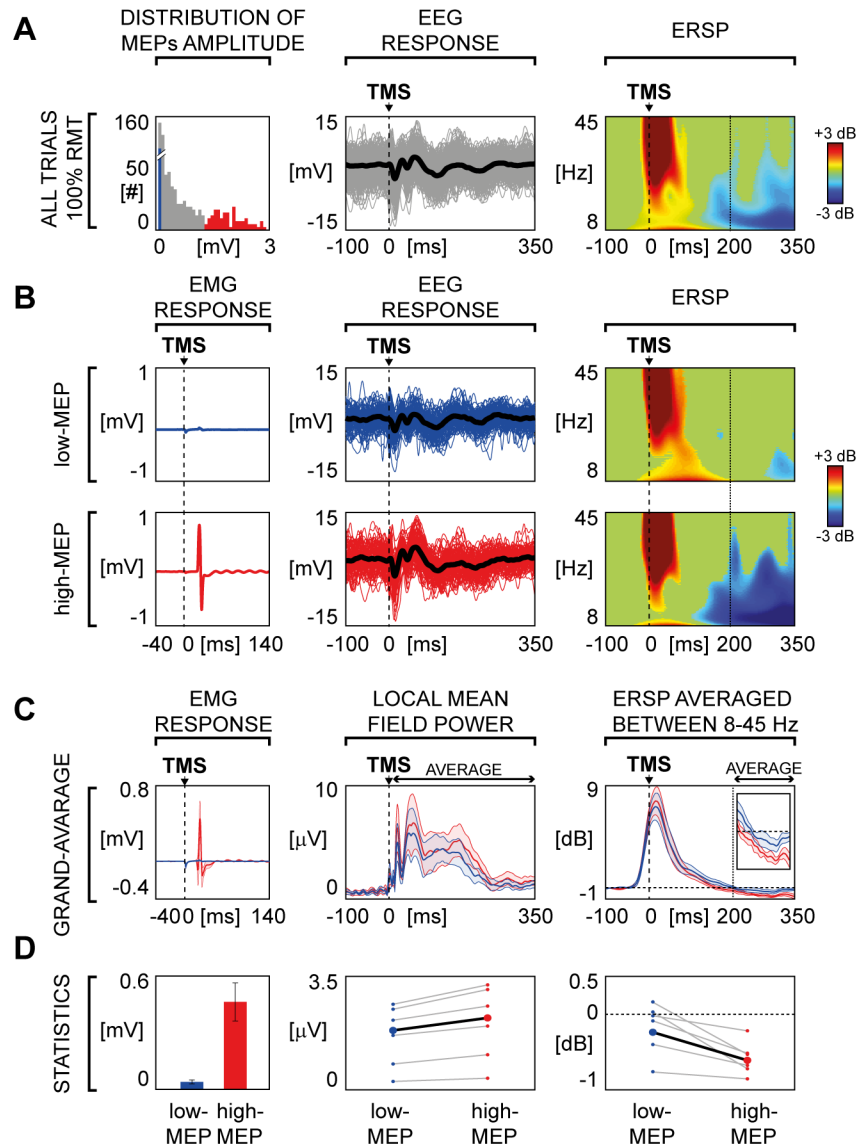 A
DISTRIBUTION OF
MEPs AMPLITUDE
EEG
RESPONSE
ERSP
ALL TRIALS
100% RMT
160
50
[#]
0
0 [mV] 3
TMS
15
[mV]
-15
-100 0 [ms] 350
TMS
45
[Hz]
8
-100 0 [ms] 200 350
+3 dB
-3 dB
B
EMG
RESPONSE
EEG
RESPONSE
ERSP
low-MEP
TMS
1
[mV]
-1
TMS
15
[mV]
-15
TMS
45
[Hz]
8
+3 dB
-3 dB
high-MEP
1
[mV]
-1
-40 0 [ms] 140
15
[mV]
-15
-100 0 [ms] 350
45
[Hz]
8
-100 0 [ms] 200 350
C
EMG
RESPONSE
LOCAL MEAN
FIELD POWER
ERSP AVERAGED
BETWEEN 8-45 Hz
GRAND-AVARAGE
TMS
0.8
[mV]
-0.4
-400 0 [ms] 140
TMS
AVERAGE
10
[µV]
0
-100 0 [ms] 350
TMS
AVERAGE
9
[dB]
-1
-100 0 [ms] 200 350
D
STATISTICS
0.6
[mV]
0
low-
MEP
high-
MEP
3.5
[µV]
0
low-
MEP
high-
MEP
0.5
0
[dB]
-1
low-
MEP
high-
MEP